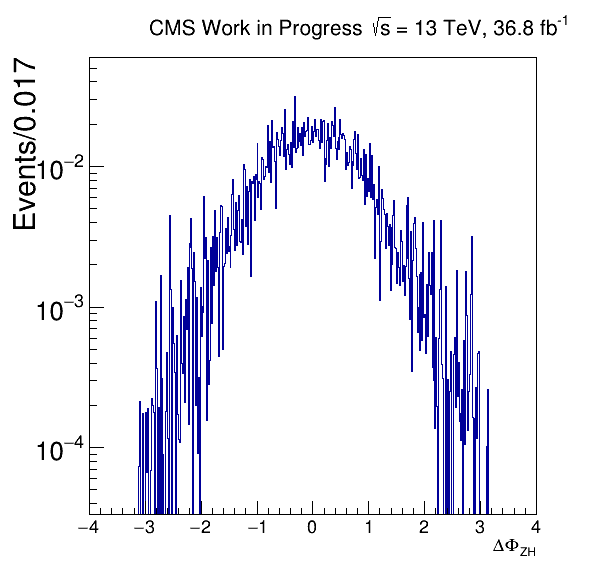 CMS Work in Progress √s = 13 TeV, 36.8 fb⁻¹
Events/0.017
10⁻²
10⁻³
10⁻⁴
−4 −3 −2 −1 0 1 2 3 4
ΔΦ_ZH